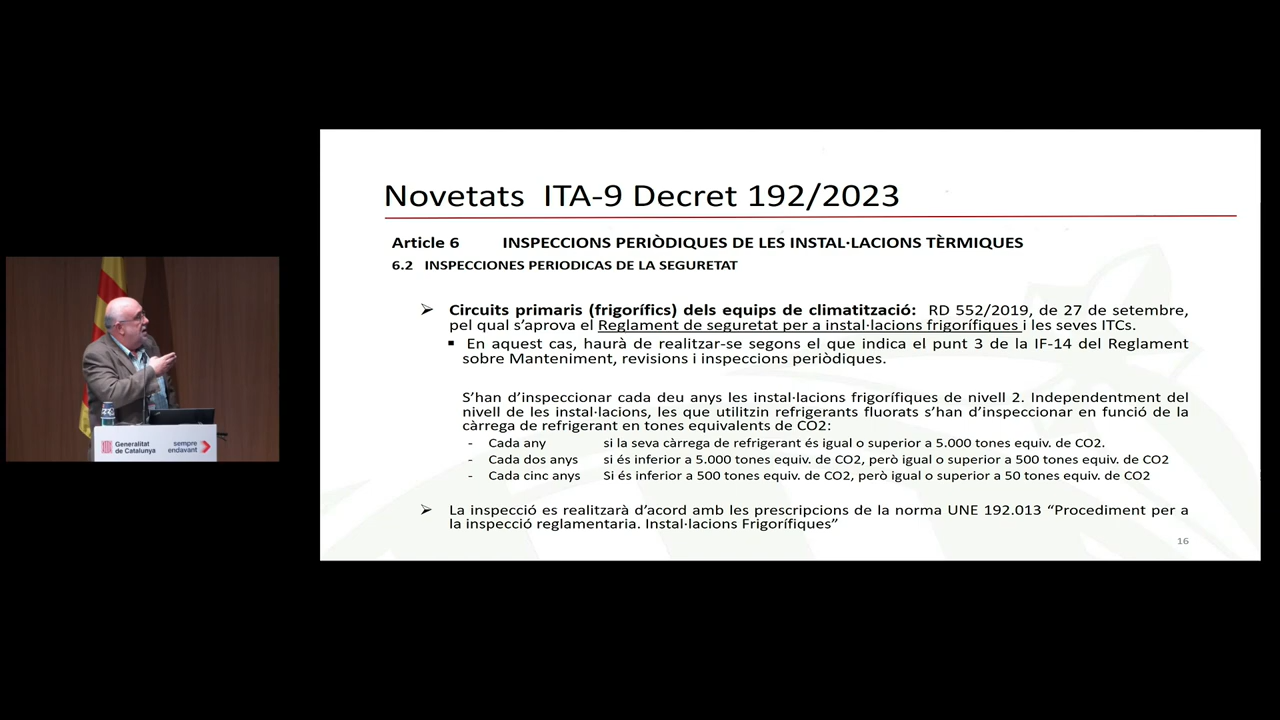 Novetats ITA-9 Decret 192/2023
Article 6 INSPECCIONS PERIÒDIQUES DE LES INSTAL·LACIONS TÈRMIQUES
6.2 INSPECCIONES PERIODICAS DE LA SEGURETAT
➢ Circuits primaris (frigorífics) dels equips de climatització: RD 552/2019, de 27 de setembre,
pel qual s’aprova el Reglament de seguretat per a instal·lacions frigorífiques i les seves ITCs.
▪ En aquest cas, haurà de realitzar-se segons el que indica el punt 3 de la IF-14 del Reglament
sobre Manteniment, revisions i inspeccions periòdiques.
S’han d’inspeccionar cada deu anys les instal·lacions frigorífiques de nivell 2. Independentment del
nivell de les instal·lacions, les que utilitzin refrigerants fluorats s’han d’inspeccionar en funció de la
càrrega de refrigerant en tones equivalents de CO2:
- Cada any si la seva càrrega de refrigerant és igual o superior a 5.000 tones equiv. de CO2.
- Cada dos anys si és inferior a 5.000 tones equiv. de CO2, però igual o superior a 500 tones equiv. de CO2
- Cada cinc anys Si és inferior a 500 tones equiv. de CO2, però igual o superior a 50 tones equiv. de CO2
➢ La inspecció es realitzarà d’acord amb les prescripcions de la norma UNE 192.013 “Procediment per a
la inspecció reglamentaria. Instal·lacions Frigorífiques”
16
Generalitat
de Catalunya
sempre
endavant